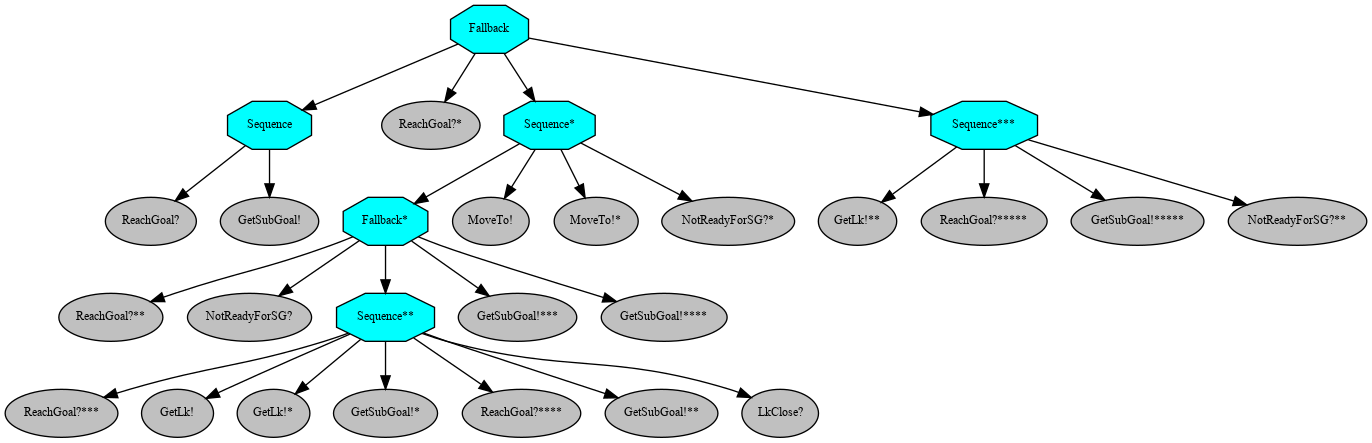 Fallback
Sequence
ReachGoal?*
Sequence*
Sequence***
ReachGoal?
GetSubGoal!
Fallback*
MoveTo!
MoveTo!*
NotReadyForSG?*
GetLk!**
ReachGoal?*****
GetSubGoal!*****
NotReadyForSG?**
ReachGoal?**
NotReadyForSG?
Sequence**
GetSubGoal!***
GetSubGoal!****
ReachGoal?***
GetLk!
GetLk!*
GetSubGoal!*
ReachGoal?****
GetSubGoal!**
LkClose?